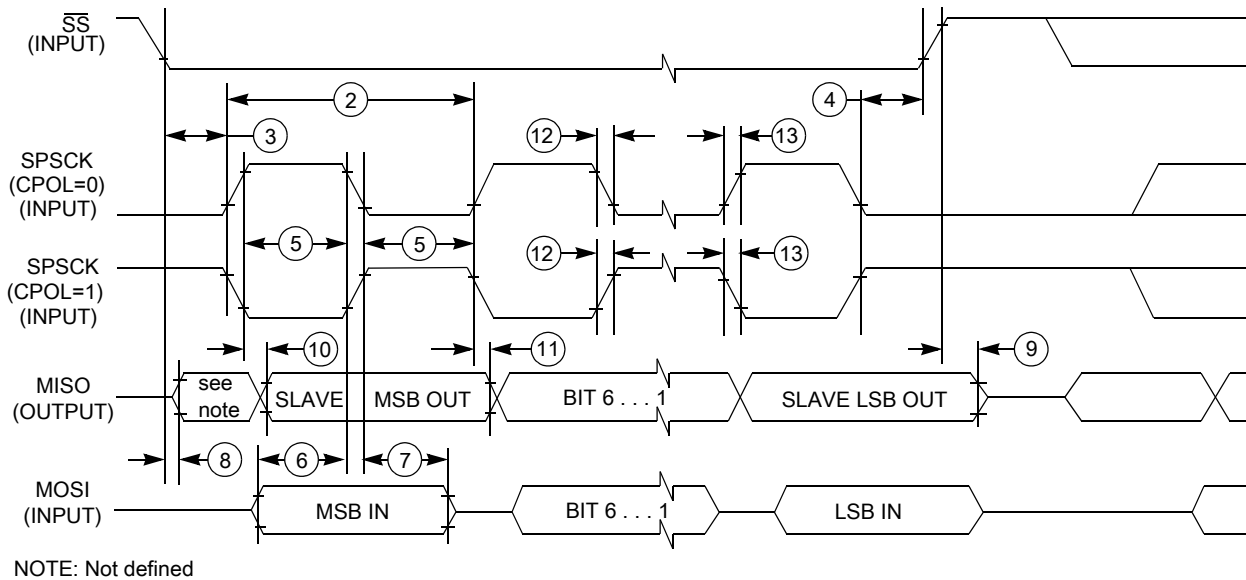 SS
(INPUT)
2
4
3
12
13
SPSCK
(CPOL=0)
(INPUT)
5
5
12
13
SPSCK
(CPOL=1)
(INPUT)
10
11
9
MISO
(OUTPUT)
see
note
SLAVE
MSB OUT
BIT 6 . . . 1
SLAVE LSB OUT
8
6
7
MOSI
(INPUT)
MSB IN
BIT 6 . . . 1
LSB IN
NOTE: Not defined